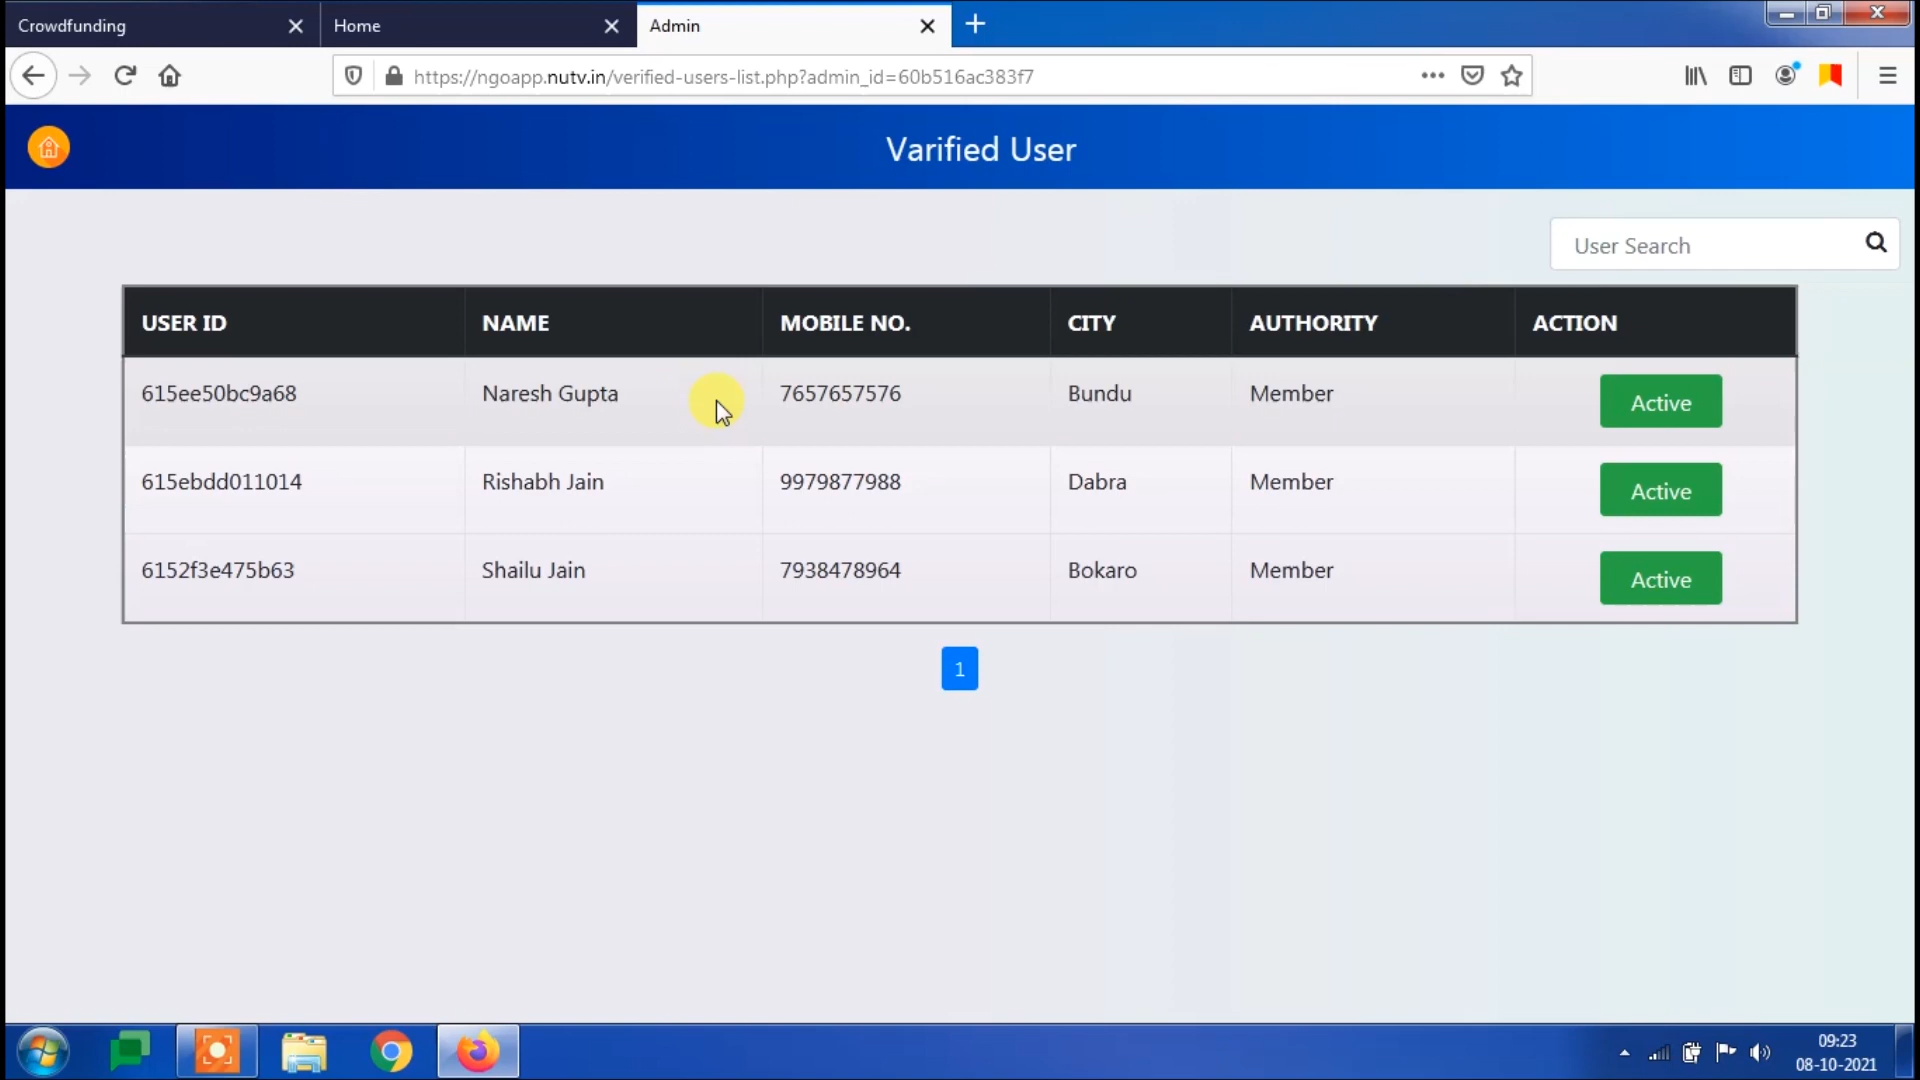 Crowdfunding
Home
Admin
https://ngoapp.nutv.in/verified-users-list.php?admin_id=60b516ac383f7
Varified User
User Search
USER ID NAME MOBILE NO. CITY AUTHORITY ACTION
615ee50bc9a68 Naresh Gupta 7657657576 Bundu Member Active
615ebdd011014 Rishabh Jain 9979877988 Dabra Member Active
6152f3e475b63 Shailu Jain 7938478964 Bokaro Member Active
1
09:23
08-10-2021